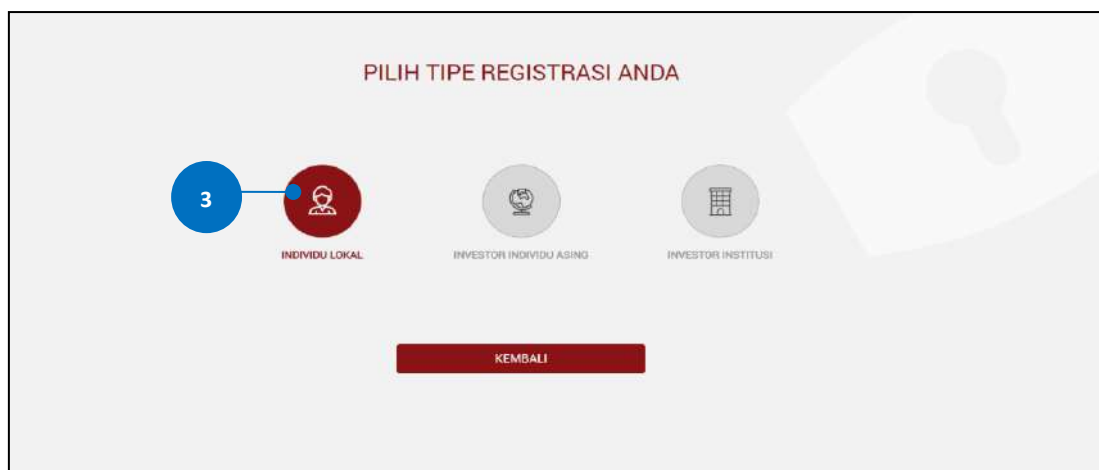 PILIH TIPE REGISTRASI ANDA
3
INDIVIDU LOKAL
INVESTOR INDIVIDU ASING
INVESTOR INSTITUSI
KEMBALI